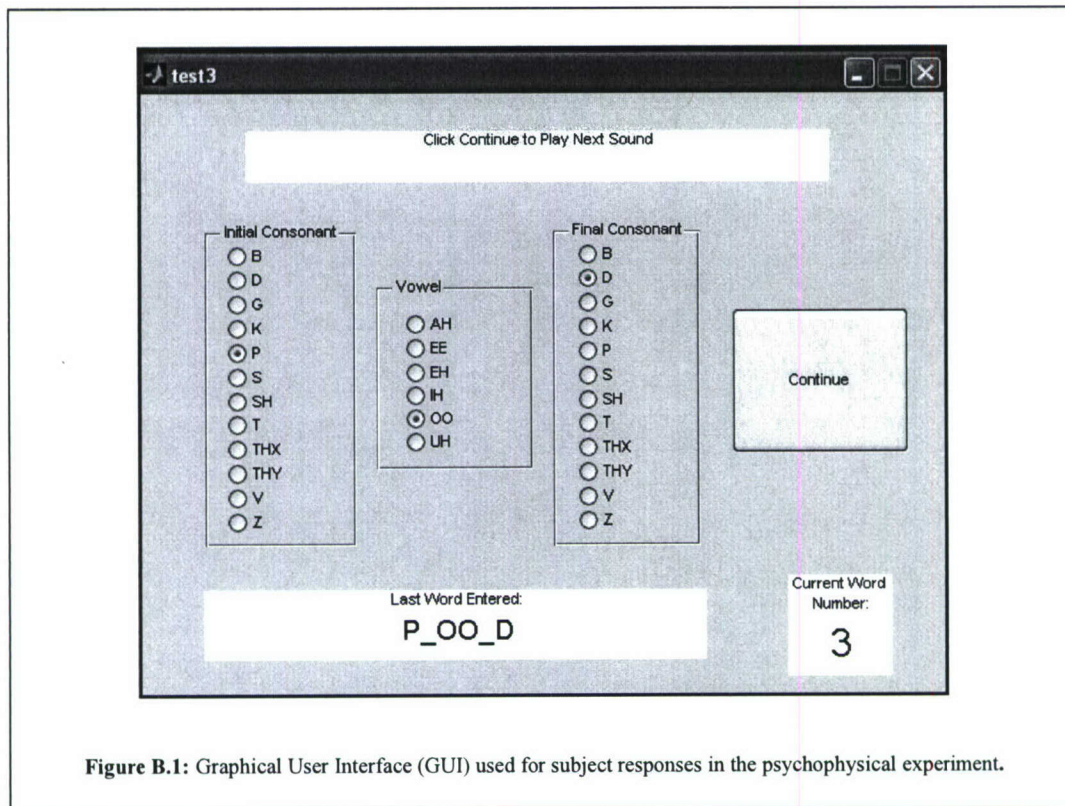 test3
Click Continue to Play Next Sound
Initial Consonant
B
D
G
K
P
S
SH
T
THX
THY
V
Z
Vowel
AH
EE
EH
IH
OO
UH
Final Consonant
B
D
G
K
P
S
SH
T
THX
THY
V
Z
Continue
Last Word Entered:
P_OO_D
Current Word
Number:
3
Figure B.1: Graphical User Interface (GUI) used for subject responses in the psychophysical experiment.